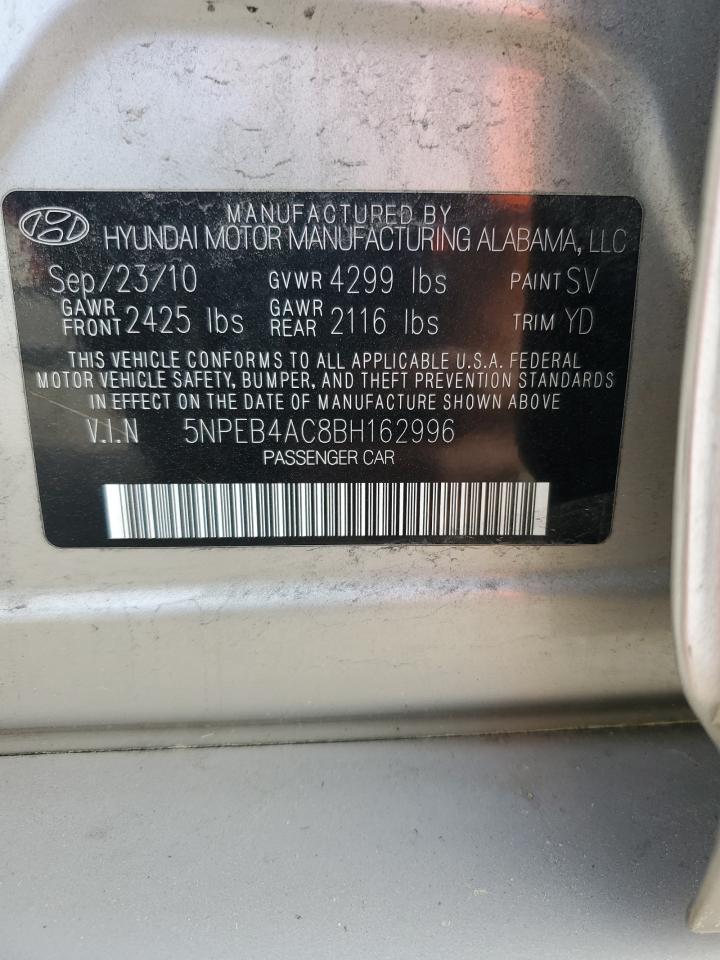 MANUFACTURED BY
HYUNDAI MOTOR MANUFACTURING ALABAMA, LLC
Sep/23/10 GVWR 4299 lbs PAINT SV
GAWR FRONT 2425 lbs GAWR REAR 2116 lbs TRIM YD
THIS VEHICLE CONFORMS TO ALL APPLICABLE U.S.A. FEDERAL
MOTOR VEHICLE SAFETY, BUMPER, AND THEFT PREVENTION STANDARDS
IN EFFECT ON THE DATE OF MANUFACTURE SHOWN ABOVE
V.I.N 5NPEB4AC8BH162996
PASSENGER CAR